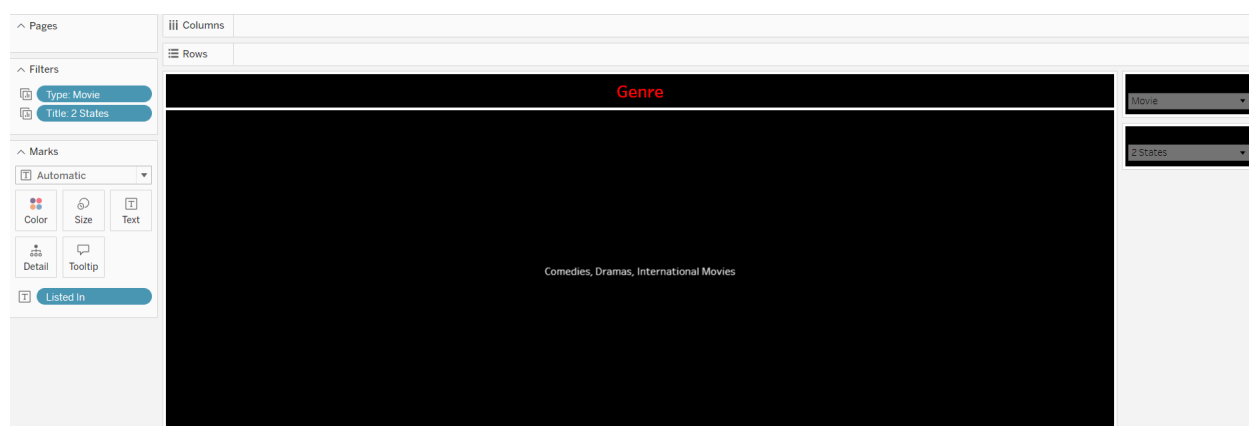 Pages
Columns
Rows
Filters
Type: Movie
Title: 2 States
Marks
Automatic
Color Size Text
Detail Tooltip
Listed In
Genre
Comedies, Dramas, International Movies
Movie
2 States